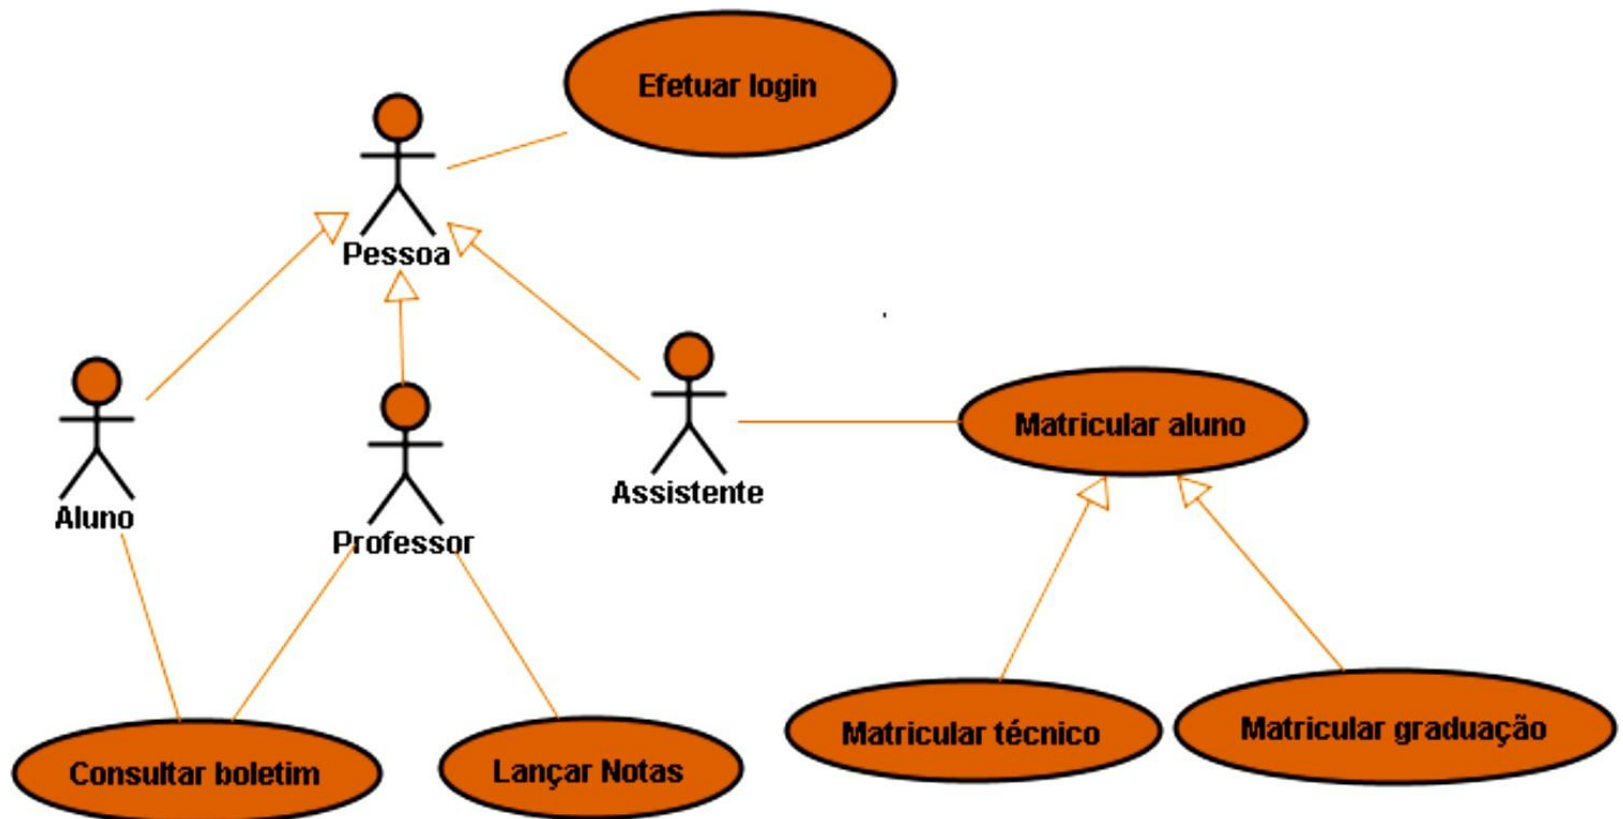 Efetuar login
Pessoa
Matricular aluno
Assistente
Aluno
Professor
Matricular técnico
Matricular graduação
Consultar boletim
Lançar Notas